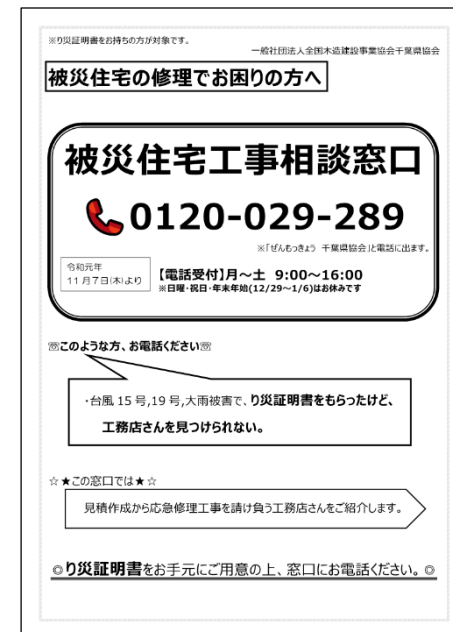 ※り災証明書をお持ちの方が対象です。
一般社団法人全国木造建設事業協会千葉県協会
被災住宅の修理でお困りの方へ
被災住宅工事相談窓口
0120-029-289
※「ぜんもっきょう 千葉県協会」と電話に出ます。
令和元年
11月7日(木)より
【電話受付】月～土 9:00～16:00
※日曜・祝日・年末年始(12/29～1/6)はお休みです
☏このような方、お電話ください☏
・台風15号,19号,大雨被害で、り災証明書をもらったけど、
工務店さんを見つけられない。
☆★この窓口では★☆
見積作成から応急修理工事を請け負う工務店さんをご紹介します。
◎り災証明書をお手元にご用意の上、窓口にお電話ください。◎